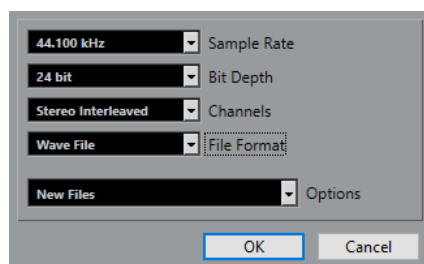 44.100 kHz Sample Rate
24 bit Bit Depth
Stereo Interleaved Channels
Wave File File Format
New Files Options
OK Cancel